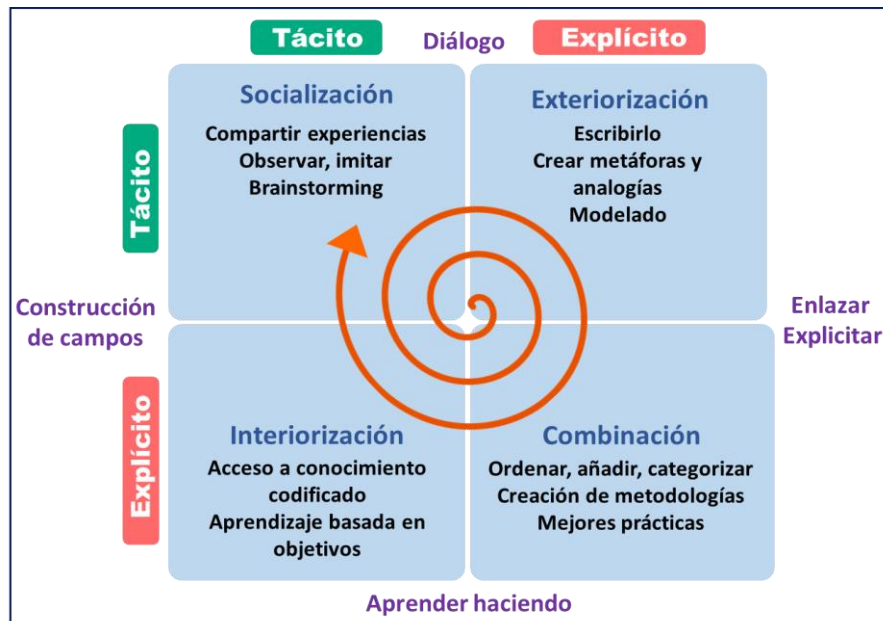 Tácito
Diálogo
Explícito
Tácito
Socialización
Compartir experiencias
Observar, imitar
Brainstorming
Exteriorización
Escribirlo
Crear metáforas y
analogías
Modelado
Construcción
de campos
Enlazar
Explicitar
Explícito
Interiorización
Acceso a conocimiento
codificado
Aprendizaje basada en
objetivos
Combinación
Ordenar, añadir, categorizar
Creación de metodologías
Mejores prácticas
Aprender haciendo